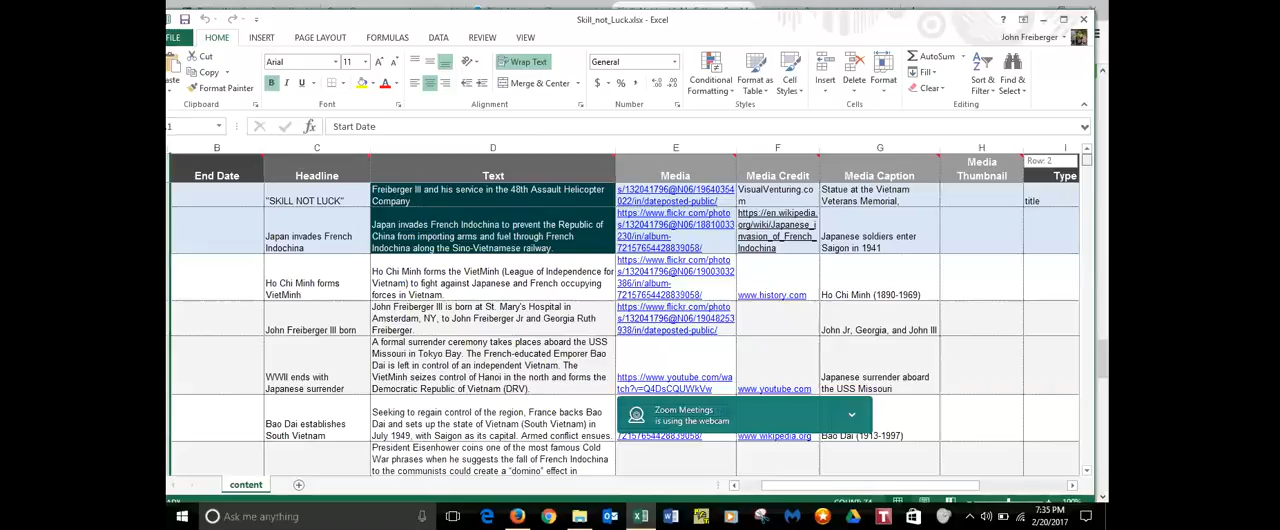 Skill_not_Luck.xlsx - Excel
FILE HOME INSERT PAGE LAYOUT FORMULAS DATA REVIEW VIEW
John Freiberger
Cut
Copy
Format Painter
Clipboard
Arial 11
B I U
Font
Wrap Text
Merge & Center
Alignment
General
$ % ,
Number
Conditional Formatting
Format as Table
Cell Styles
Styles
Insert Delete Format
Cells
AutoSum
Fill
Clear
Sort & Filter
Find & Select
Editing
Start Date
B C D E F G H I
Row: 2
End Date Headline Text Media Media Credit Media Caption Media Thumbnail Type
"SKILL NOT LUCK"
Freiberger III and his service in the 48th Assault Helicopter
Company
s/132041796@N06/19640354
022/in/dateposted-public/
VisualVenturing.co
m
Statue at the Vietnam
Veterans Memorial,
title
Japan invades French
Indochina
Japan invades French Indochina to prevent the Republic of
China from importing arms and fuel through French
Indochina along the Sino-Vietnamese railway.
https://www.flickr.com/photo
s/132041796@N06/18810033
230/in/album-
72157654428839058/
https://en.wikipedia.
org/wiki/Japanese_i
nvasion_of_French_
Indochina
Japanese soldiers enter
Saigon in 1941
Ho Chi Minh forms
VietMinh
Ho Chi Minh forms the VietMinh (League of Independence for
Vietnam) to fight against Japanese and French occupying
forces in Vietnam.
https://www.flickr.com/photo
s/132041796@N06/19003032
386/in/album-
72157654428839058/
www.history.com
Ho Chi Minh (1890-1969)
John Freiberger III born
John Freiberger III is born at St. Mary's Hospital in
Amsterdam, NY, to John Freiberger Jr and Georgia Ruth
Freiberger.
https://www.flickr.com/photo
s/132041796@N06/19048253
938/in/dateposted-public/
John Jr, Georgia, and John III
WWII ends with
Japanese surrender
A formal surrender ceremony takes places aboard the USS
Missouri in Tokyo Bay. The French-educated Emporer Bao
Dai is left in control of an independent Vietnam. The
VietMinh seizes control of Hanoi in the north and forms the
Democratic Republic of Vietnam (DRV).
https://www.youtube.com/wa
tch?v=Q4DsCQUWkVw
www.youtube.com
Japanese surrender aboard
the USS Missouri
Bao Dai establishes
South Vietnam
Seeking to regain control of the region, France backs Bao
Dai and sets up the state of Vietnam (South Vietnam) in
July 1949, with Saigon as its capital. Armed conflict ensues.
72157654428839058/
www.wikipedia.org
Bao Dai (1913-1997)
President Eisenhower coins one of the most famous Cold
War phrases when he suggests the fall of French Indochina
to the communists could create a "domino" effect in
Zoom Meetings
is using the webcam
content
100%
Ask me anything
7:35 PM
2/20/2017